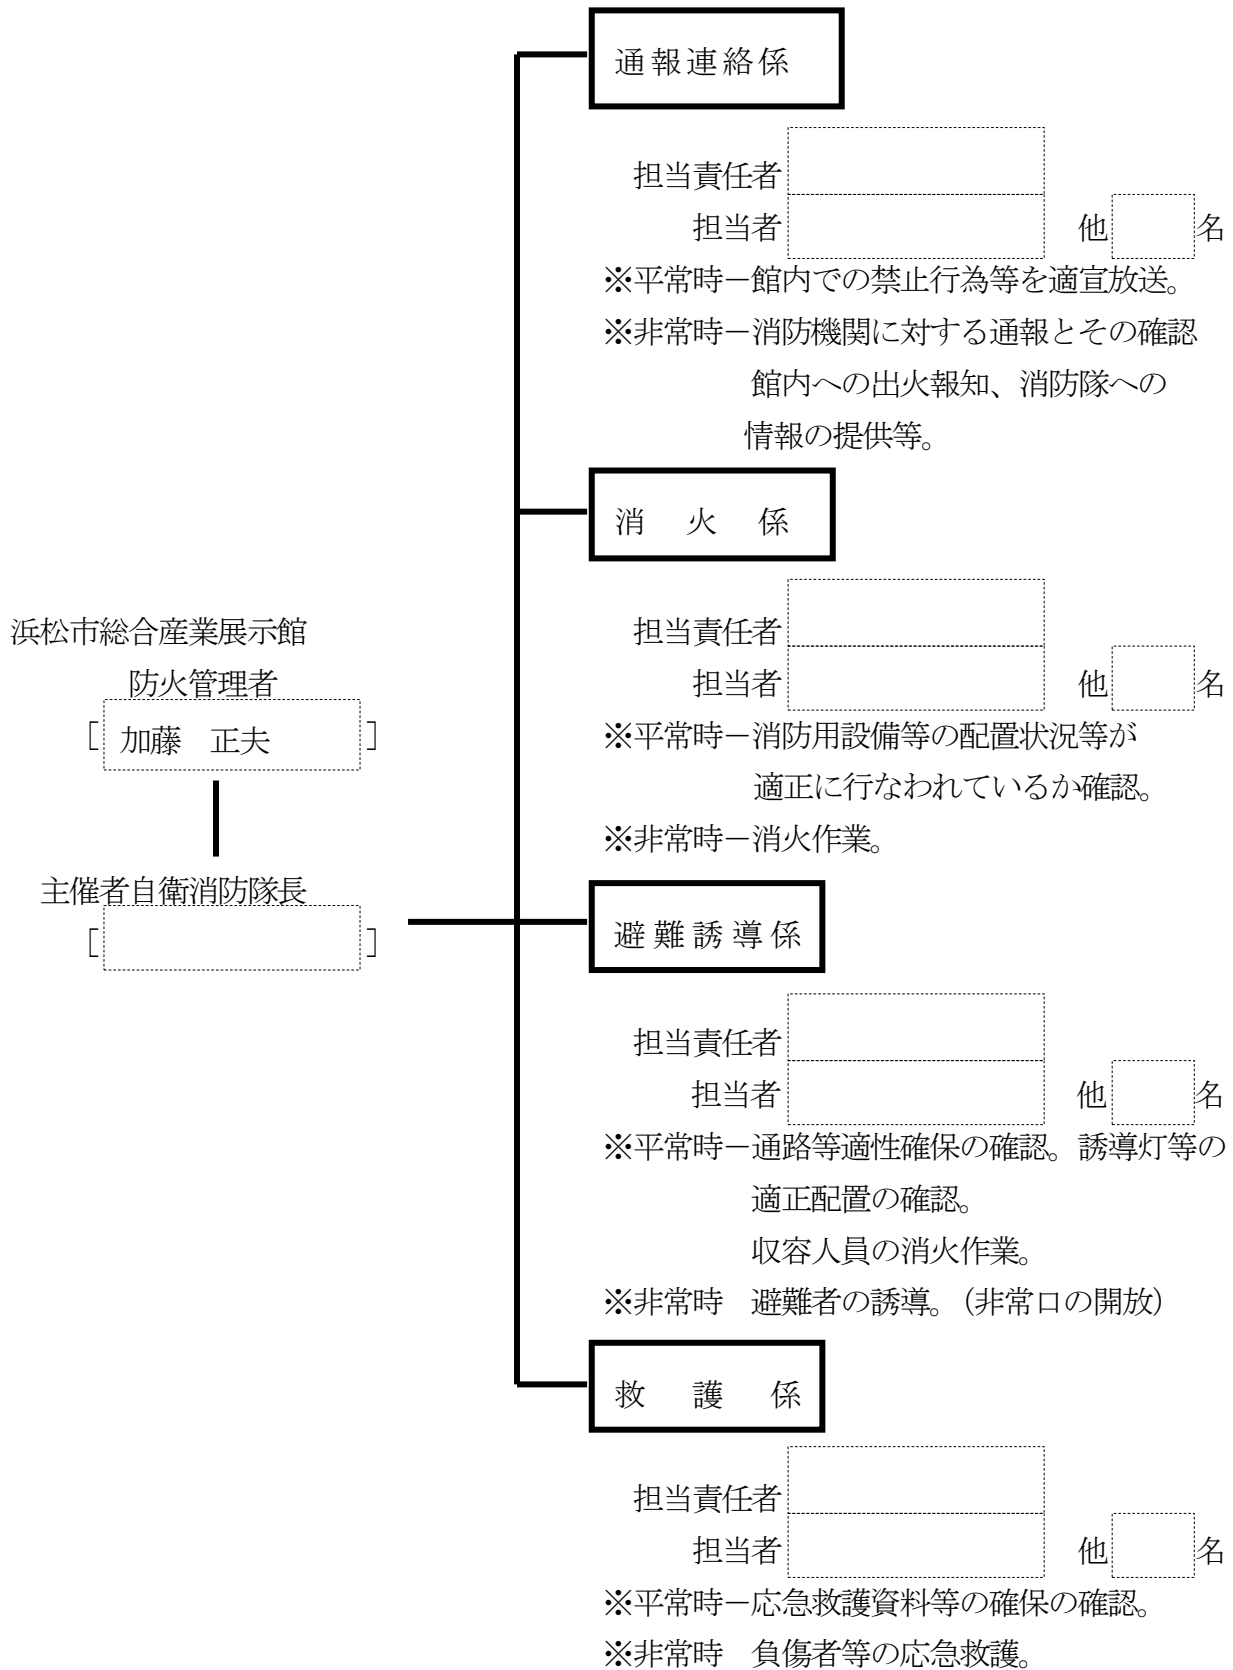 通報連絡係
担当責任者
担当者 他 名
※平常時－館内での禁止行為等を適宣放送。
※非常時－消防機関に対する通報とその確認
館内への出火報知、消防隊への
情報の提供等。
消 火 係
担当責任者
担当者 他 名
※平常時－消防用設備等の配置状況等が
適正に行なわれているか確認。
※非常時－消火作業。
浜松市総合産業展示館
防火管理者
［加藤　正夫　］
主催者自衛消防隊長
［　］
避難誘導係
担当責任者
担当者 他 名
※平常時－通路等適性確保の確認。誘導灯等の
適正配置の確認。
収容人員の消火作業。
※非常時　避難者の誘導。（非常口の開放）
救 護 係
担当責任者
担当者 他 名
※平常時－応急救護資料等の確保の確認。
※非常時　負傷者等の応急救護。